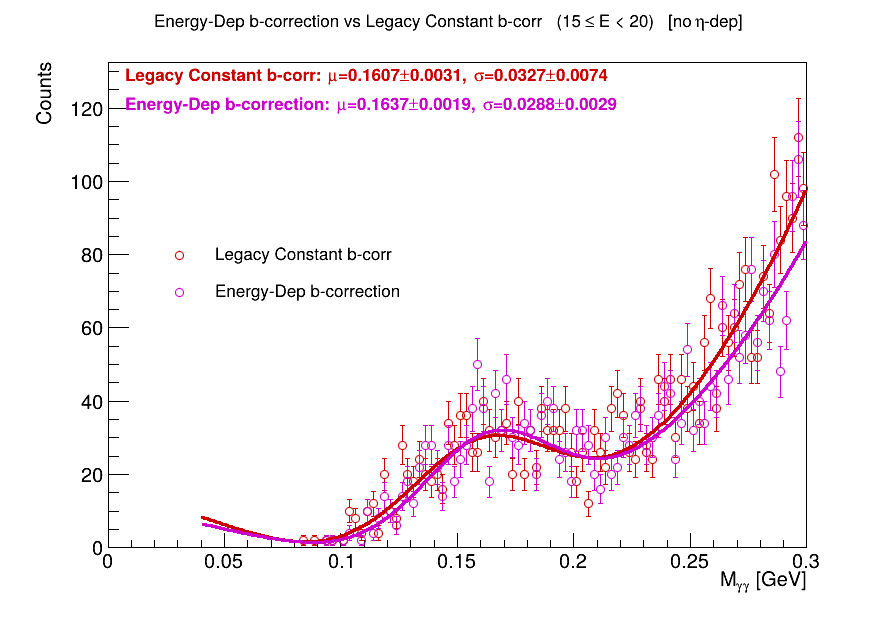 Energy-Dep b-correction vs Legacy Constant b-corr (15 ≤ E < 20) [no η-dep]
Counts
Legacy Constant b-corr: μ=0.1607±0.0031, σ=0.0327±0.0074
Energy-Dep b-correction: μ=0.1637±0.0019, σ=0.0288±0.0029
120
100
80
60
40
20
0
Legacy Constant b-corr
Energy-Dep b-correction
0 0.05 0.1 0.15 0.2 0.25 0.3
Mγγ [GeV]